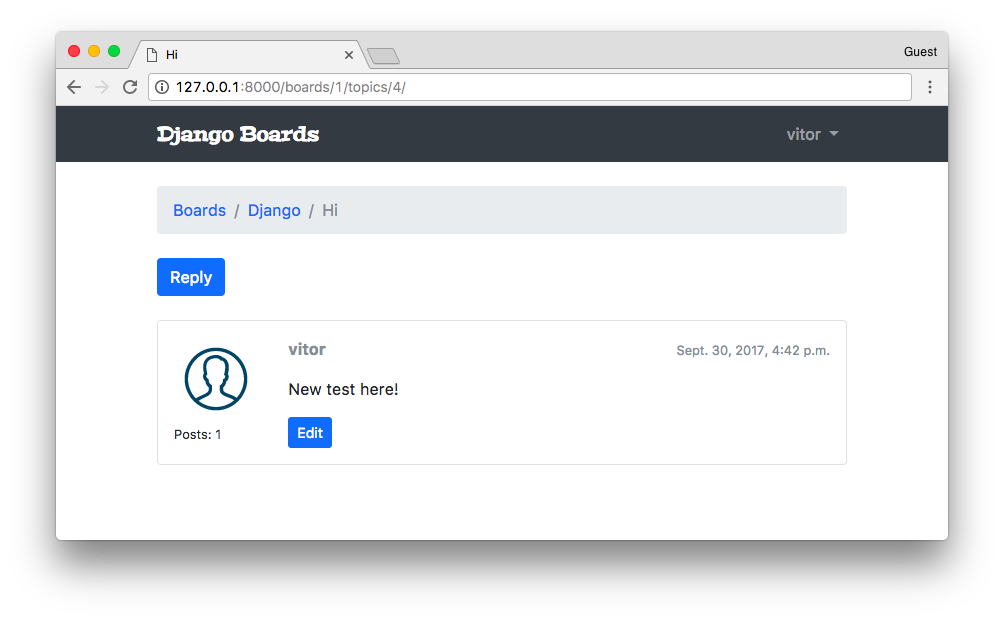 Hi
Guest
127.0.0.1:8000/boards/1/topics/4/
Django Boards
vitor
Boards / Django / Hi
Reply
vitor
Sept. 30, 2017, 4:42 p.m.
New test here!
Posts: 1
Edit